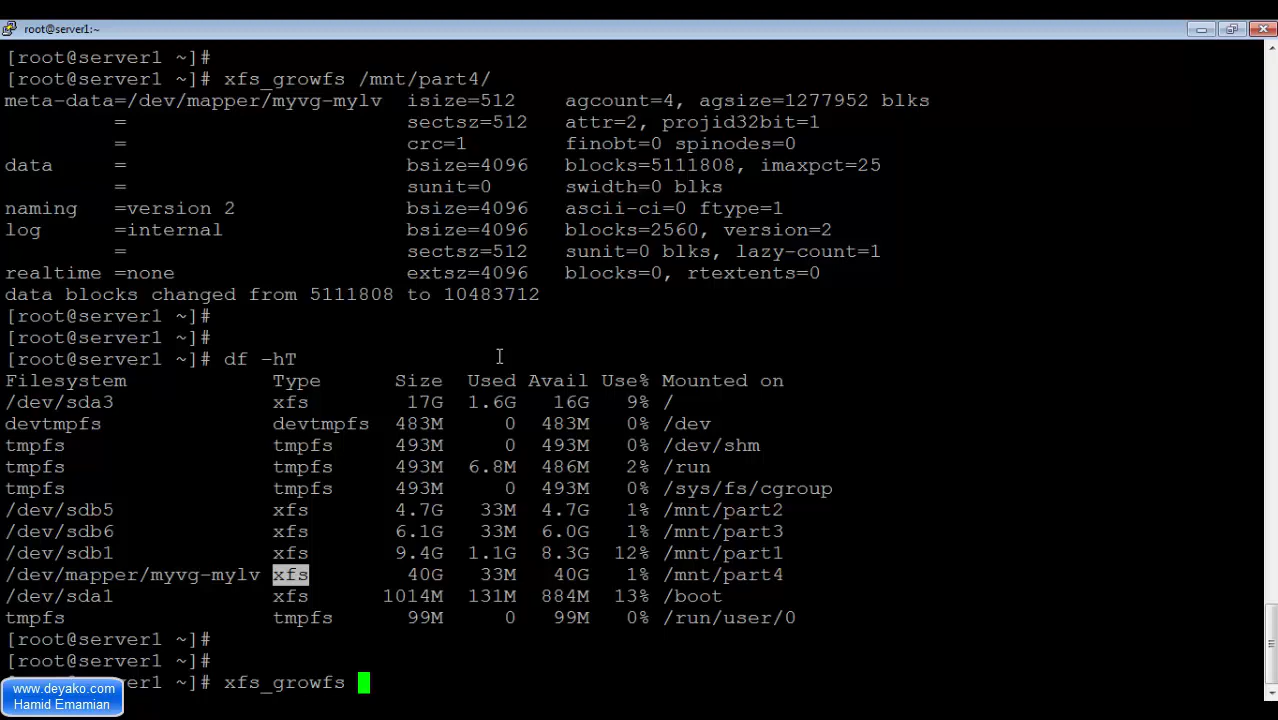 root@server1:~
[root@server1 ~]#
[root@server1 ~]# xfs_growfs /mnt/part4/
meta-data=/dev/mapper/myvg-mylv isize=512 agcount=4, agsize=1277952 blks
= sectsz=512 attr=2, projid32bit=1
= crc=1 finobt=0 spinodes=0
data = bsize=4096 blocks=5111808, imaxpct=25
= sunit=0 swidth=0 blks
naming =version 2 bsize=4096 ascii-ci=0 ftype=1
log =internal bsize=4096 blocks=2560, version=2
= sectsz=512 sunit=0 blks, lazy-count=1
realtime =none extsz=4096 blocks=0, rtextents=0
data blocks changed from 5111808 to 10483712
[root@server1 ~]#
[root@server1 ~]#
[root@server1 ~]# df -hT
Filesystem Type Size Used Avail Use% Mounted on
/dev/sda3 xfs 17G 1.6G 16G 9% /
devtmpfs devtmpfs 483M 0 483M 0% /dev
tmpfs tmpfs 493M 0 493M 0% /dev/shm
tmpfs tmpfs 493M 6.8M 486M 2% /run
tmpfs tmpfs 493M 0 493M 0% /sys/fs/cgroup
/dev/sdb5 xfs 4.7G 33M 4.7G 1% /mnt/part2
/dev/sdb6 xfs 6.1G 33M 6.0G 1% /mnt/part3
/dev/sdb1 xfs 9.4G 1.1G 8.3G 12% /mnt/part1
/dev/mapper/myvg-mylv xfs 40G 33M 40G 1% /mnt/part4
/dev/sda1 xfs 1014M 131M 884M 13% /boot
tmpfs tmpfs 99M 0 99M 0% /run/user/0
[root@server1 ~]#
[root@server1 ~]#
server1 ~]# xfs_growfs
www.deyako.com
Hamid Emamian